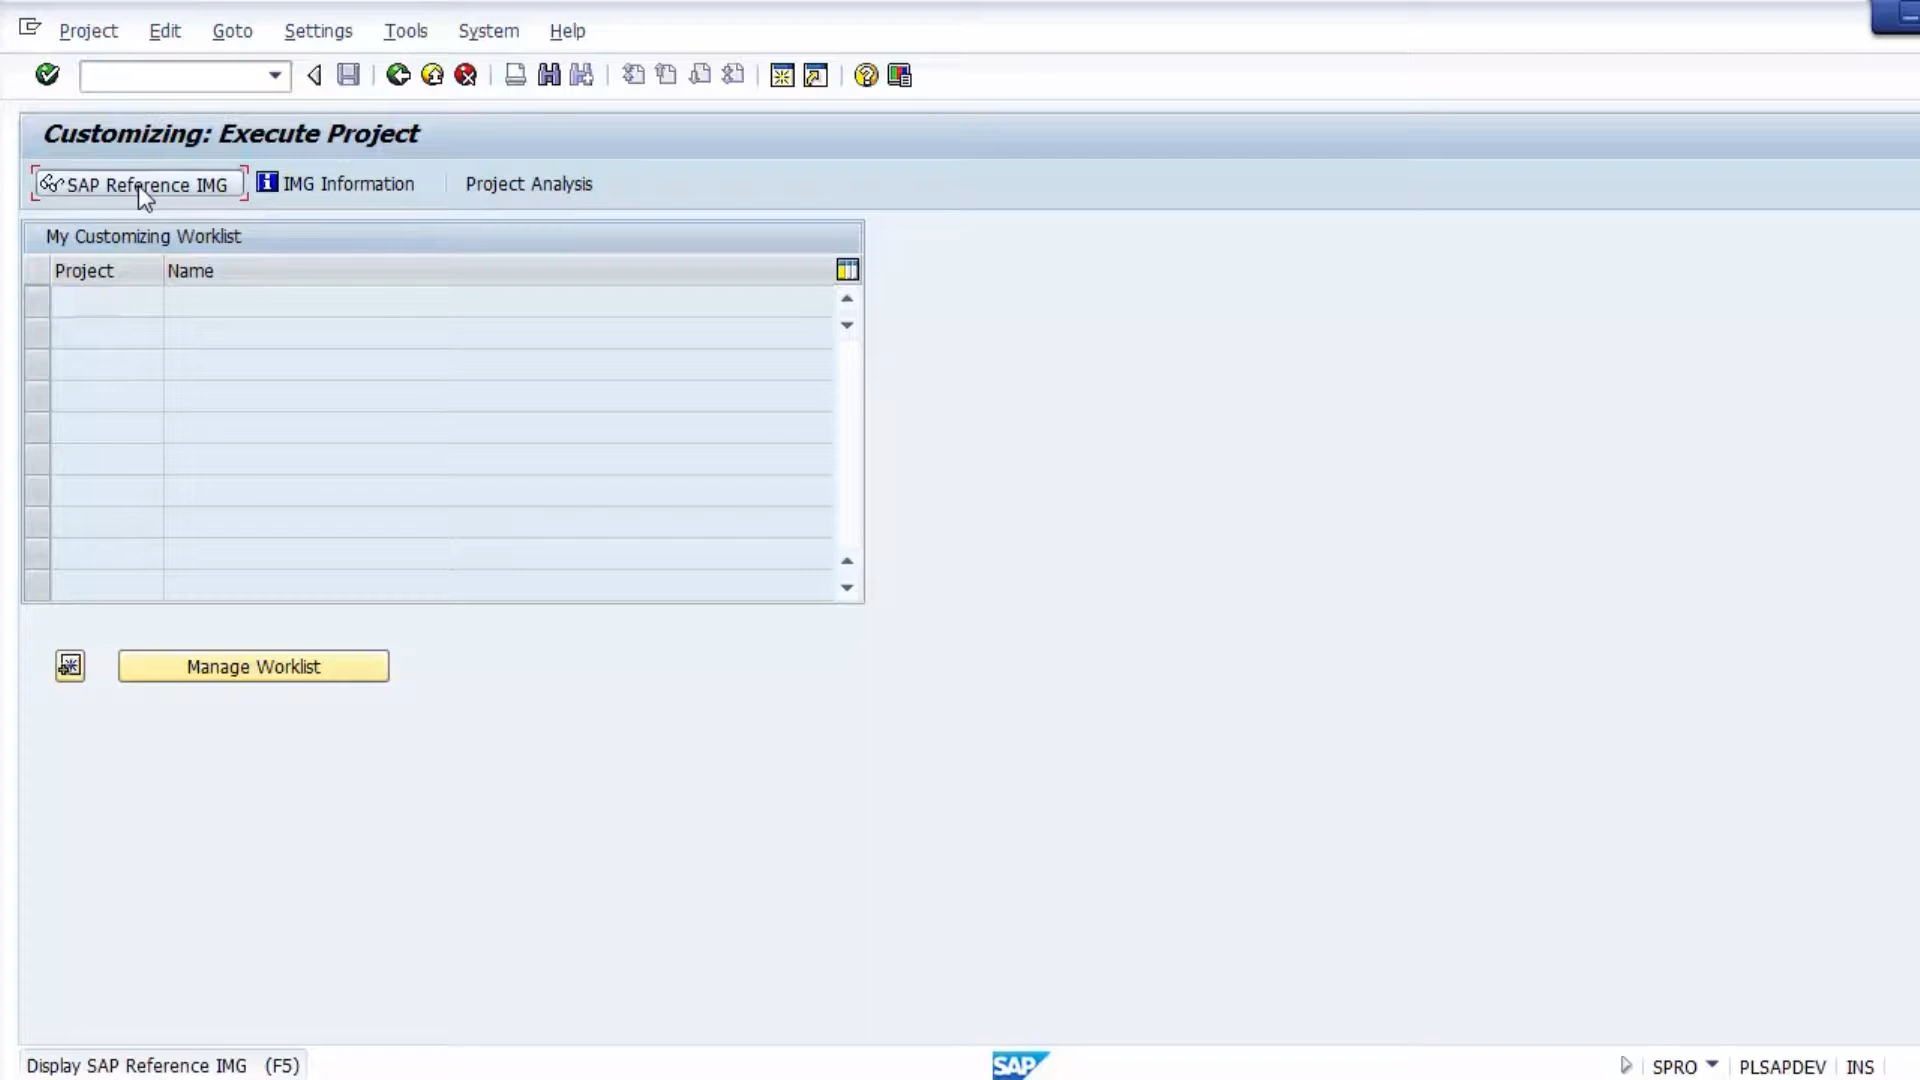 Project Edit Goto Settings Tools System Help
Customizing: Execute Project
SAP Reference IMG IMG Information Project Analysis
My Customizing Worklist
Project Name
Manage Worklist
Display SAP Reference IMG (F5) SAP SPRO PLSAPDEV INS